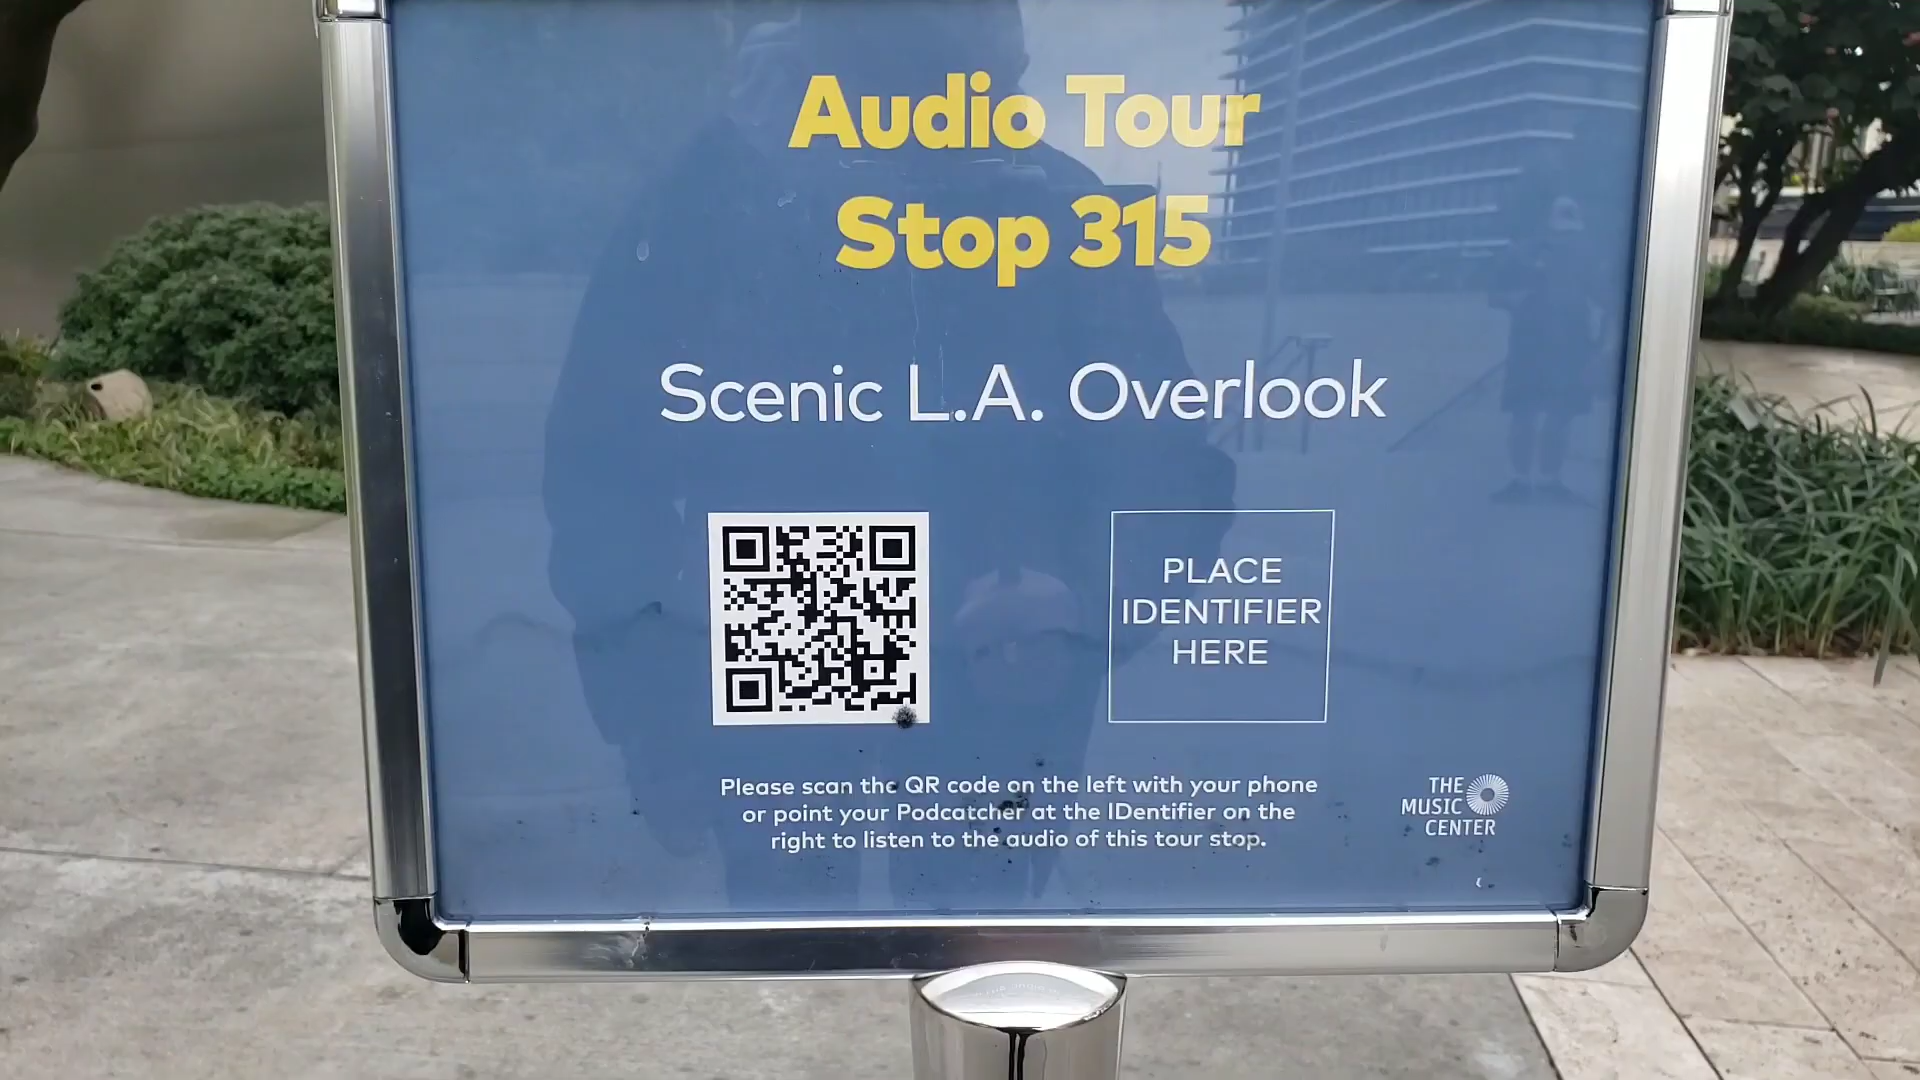 Audio Tour
Stop 315
Scenic L.A. Overlook
PLACE
IDENTIFIER
HERE
Please scan the QR code on the left with your phone
or point your Podcatcher at the IDentifier on the
right to listen to the audio of this tour stop.
THE
MUSIC
CENTER